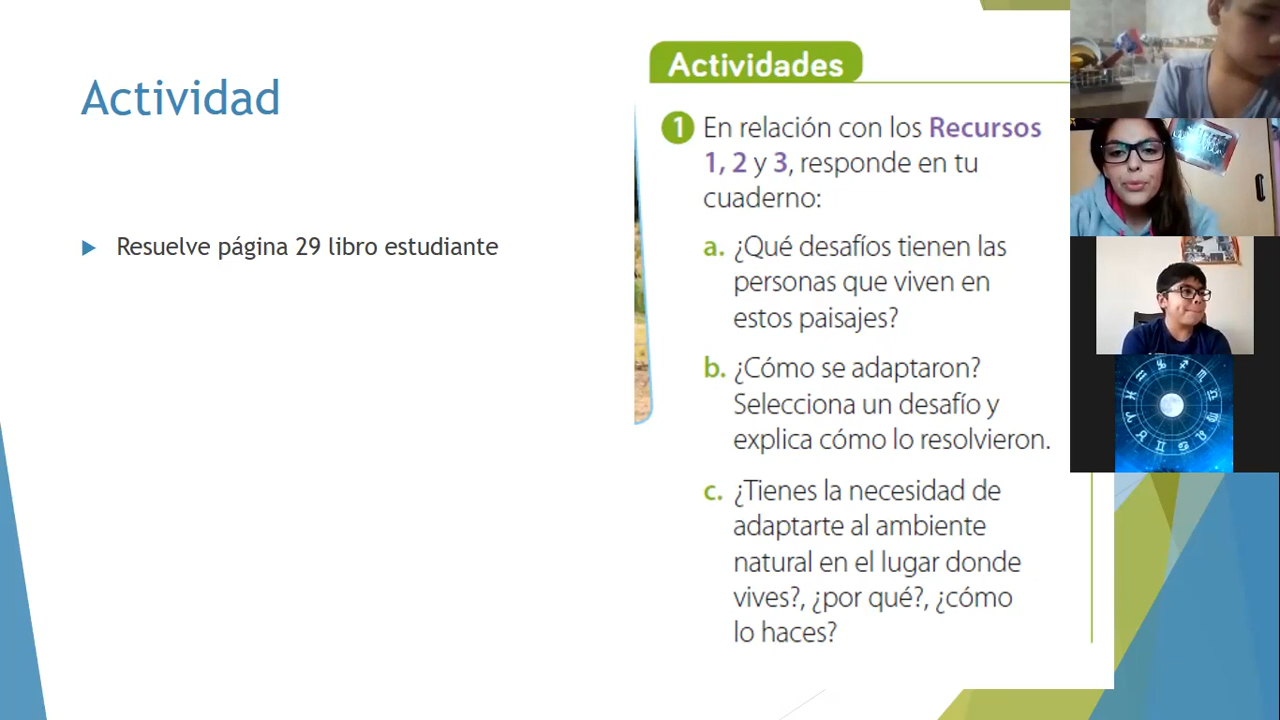 Actividad
Resuelve página 29 libro estudiante
Actividades
1 En relación con los Recursos
1, 2 y 3, responde en tu
cuaderno:
a. ¿Qué desafíos tienen las
personas que viven en
estos paisajes?
b. ¿Cómo se adaptaron?
Selecciona un desafío y
explica cómo lo resolvieron.
c. ¿Tienes la necesidad de
adaptarte al ambiente
natural en el lugar donde
vives?, ¿por qué?, ¿cómo
lo haces?